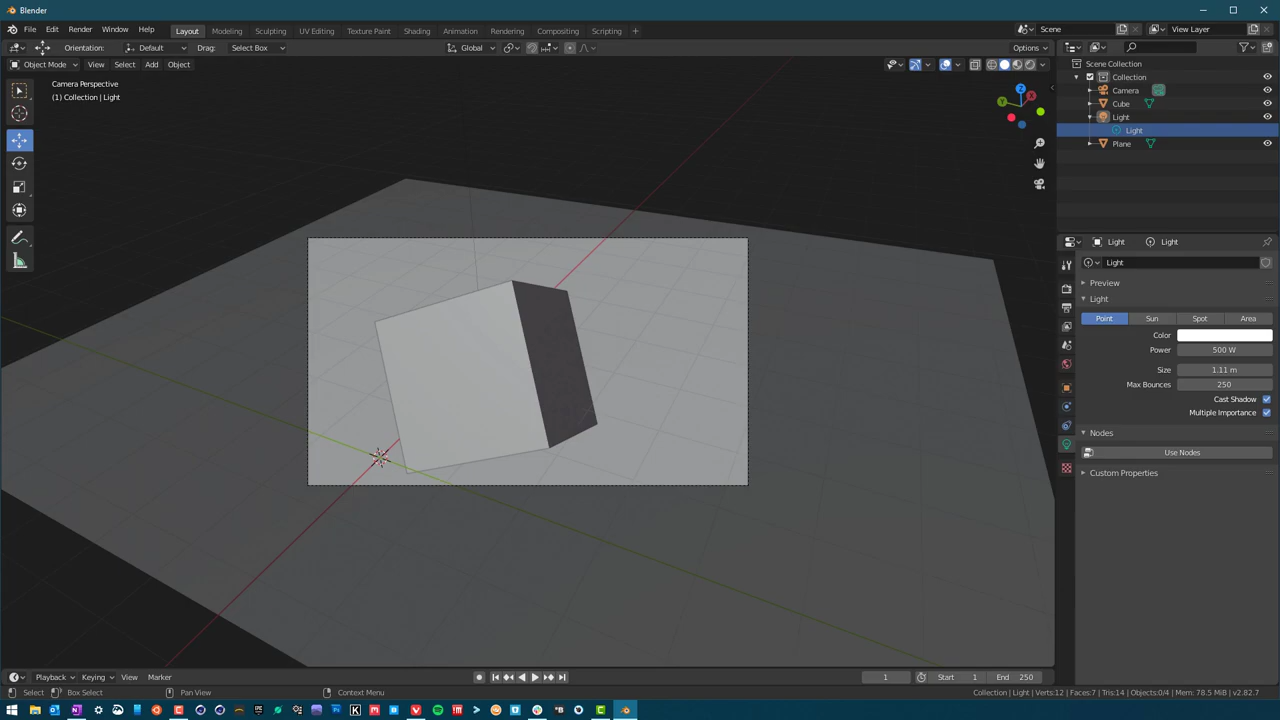 Blender
File Edit Render Window Help
Layout Modeling Sculpting UV Editing Texture Paint Shading Animation Rendering Compositing Scripting +
Scene
View Layer
Orientation: Default Drag: Select Box
Global
Options
Object Mode View Select Add Object
Camera Perspective
(1) Collection | Light
Scene Collection
Collection
Camera
Cube
Light
Light
Plane
Light Light
Light
Preview
Light
Point Sun Spot Area
Color
Power 500 W
Size 1.11 m
Max Bounces 250
Cast Shadow
Multiple Importance
Nodes
Use Nodes
Custom Properties
Playback Keying View Marker
1 Start 1 End 250
Select Box Select Pan View Context Menu
Collection | Light | Verts:12 | Faces:7 | Tris:14 | Objects:0/4 | Mem: 78.5 MiB | v2.82.7